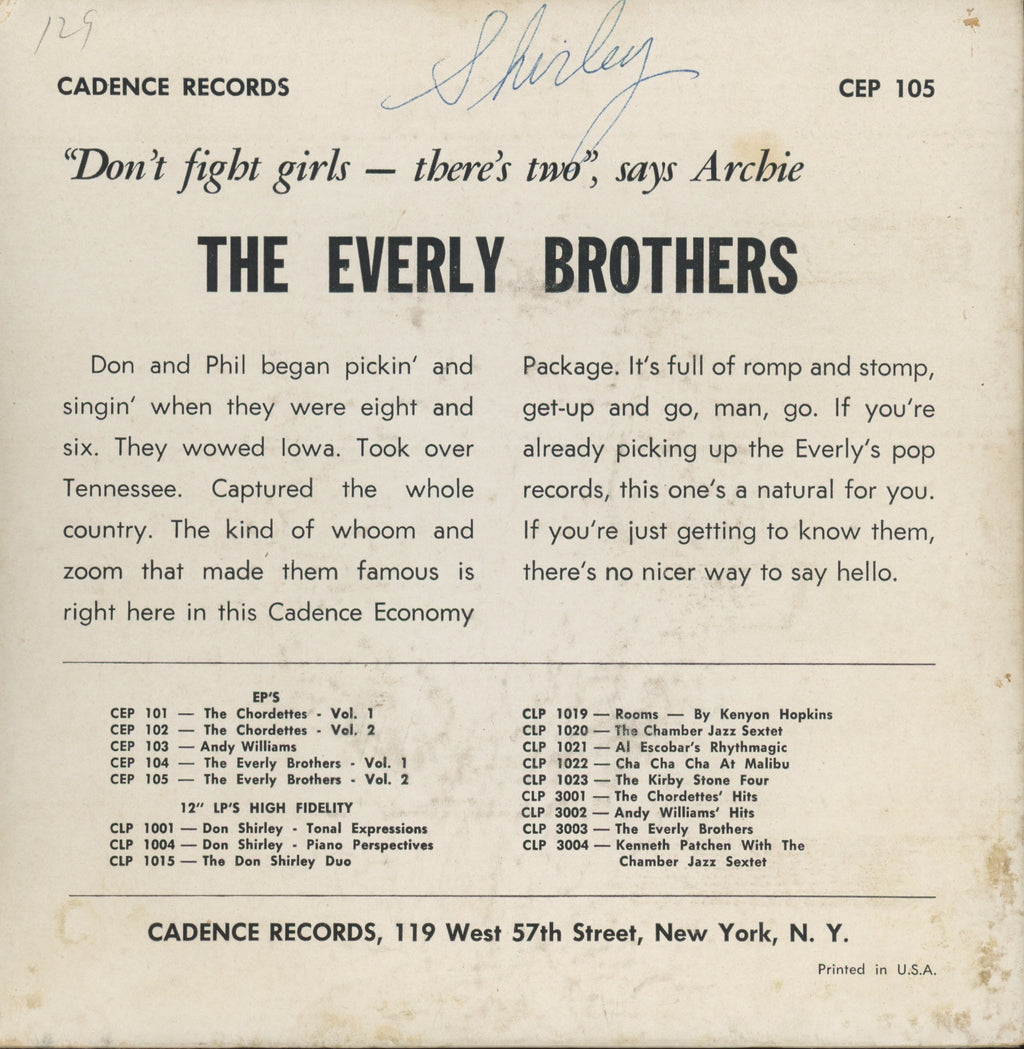 129
Shirley
CADENCE RECORDS CEP 105
“Don't fight girls — there's two”, says Archie
THE EVERLY BROTHERS
Don and Phil began pickin' and
singin' when they were eight and
six. They wowed Iowa. Took over
Tennessee. Captured the whole
country. The kind of whoom and
zoom that made them famous is
right here in this Cadence Economy
Package. It's full of romp and stomp,
get-up and go, man, go. If you're
already picking up the Everly's pop
records, this one's a natural for you.
If you're just getting to know them,
there's no nicer way to say hello.
EP'S
CEP 101 — The Chordettes - Vol. 1
CEP 102 — The Chordettes - Vol. 2
CEP 103 — Andy Williams
CEP 104 — The Everly Brothers - Vol. 1
CEP 105 — The Everly Brothers - Vol. 2
12" LP'S HIGH FIDELITY
CLP 1001 — Don Shirley - Tonal Expressions
CLP 1004 — Don Shirley - Piano Perspectives
CLP 1015 — The Don Shirley Duo
CLP 1019 — Rooms — By Kenyon Hopkins
CLP 1020 — The Chamber Jazz Sextet
CLP 1021 — Al Escobar's Rhythmagic
CLP 1022 — Cha Cha Cha At Malibu
CLP 1023 — The Kirby Stone Four
CLP 3001 — The Chordettes' Hits
CLP 3002 — Andy Williams' Hits
CLP 3003 — The Everly Brothers
CLP 3004 — Kenneth Patchen With The
Chamber Jazz Sextet
CADENCE RECORDS, 119 West 57th Street, New York, N. Y.
Printed in U.S.A.